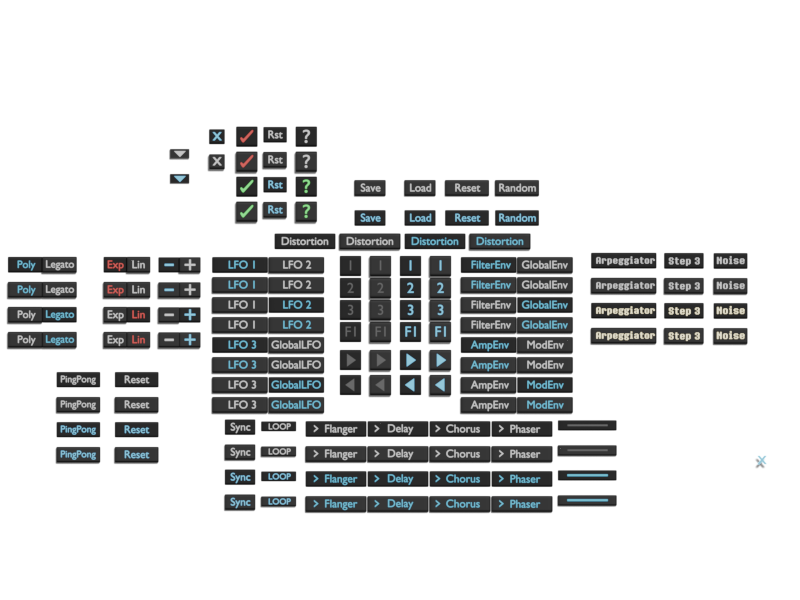 X ✓ Rst ?
X ✓ Rst ?
✓ Rst ?
✓ Rst ?
Save Load Reset Random
Save Load Reset Random
Distortion Distortion Distortion Distortion
Poly Legato Exp Lin − + LFO 1 LFO 2 1 1 1 1 FilterEnv GlobalEnv Arpeggiator Step 3 Noise
Poly Legato Exp Lin − + LFO 1 LFO 2 2 2 2 2 FilterEnv GlobalEnv Arpeggiator Step 3 Noise
Poly Legato Exp Lin − + LFO 1 LFO 2 3 3 3 3 FilterEnv GlobalEnv Arpeggiator Step 3 Noise
Poly Legato Exp Lin − + LFO 1 LFO 2 F1 F1 F1 F1 FilterEnv GlobalEnv Arpeggiator Step 3 Noise
LFO 3 GlobalLFO AmpEnv ModEnv
LFO 3 GlobalLFO AmpEnv ModEnv
LFO 3 GlobalLFO AmpEnv ModEnv
LFO 3 GlobalLFO AmpEnv ModEnv
PingPong Reset
PingPong Reset
PingPong Reset
PingPong Reset
Sync LOOP > Flanger > Delay > Chorus > Phaser
Sync LOOP > Flanger > Delay > Chorus > Phaser
Sync LOOP > Flanger > Delay > Chorus > Phaser
Sync LOOP > Flanger > Delay > Chorus > Phaser